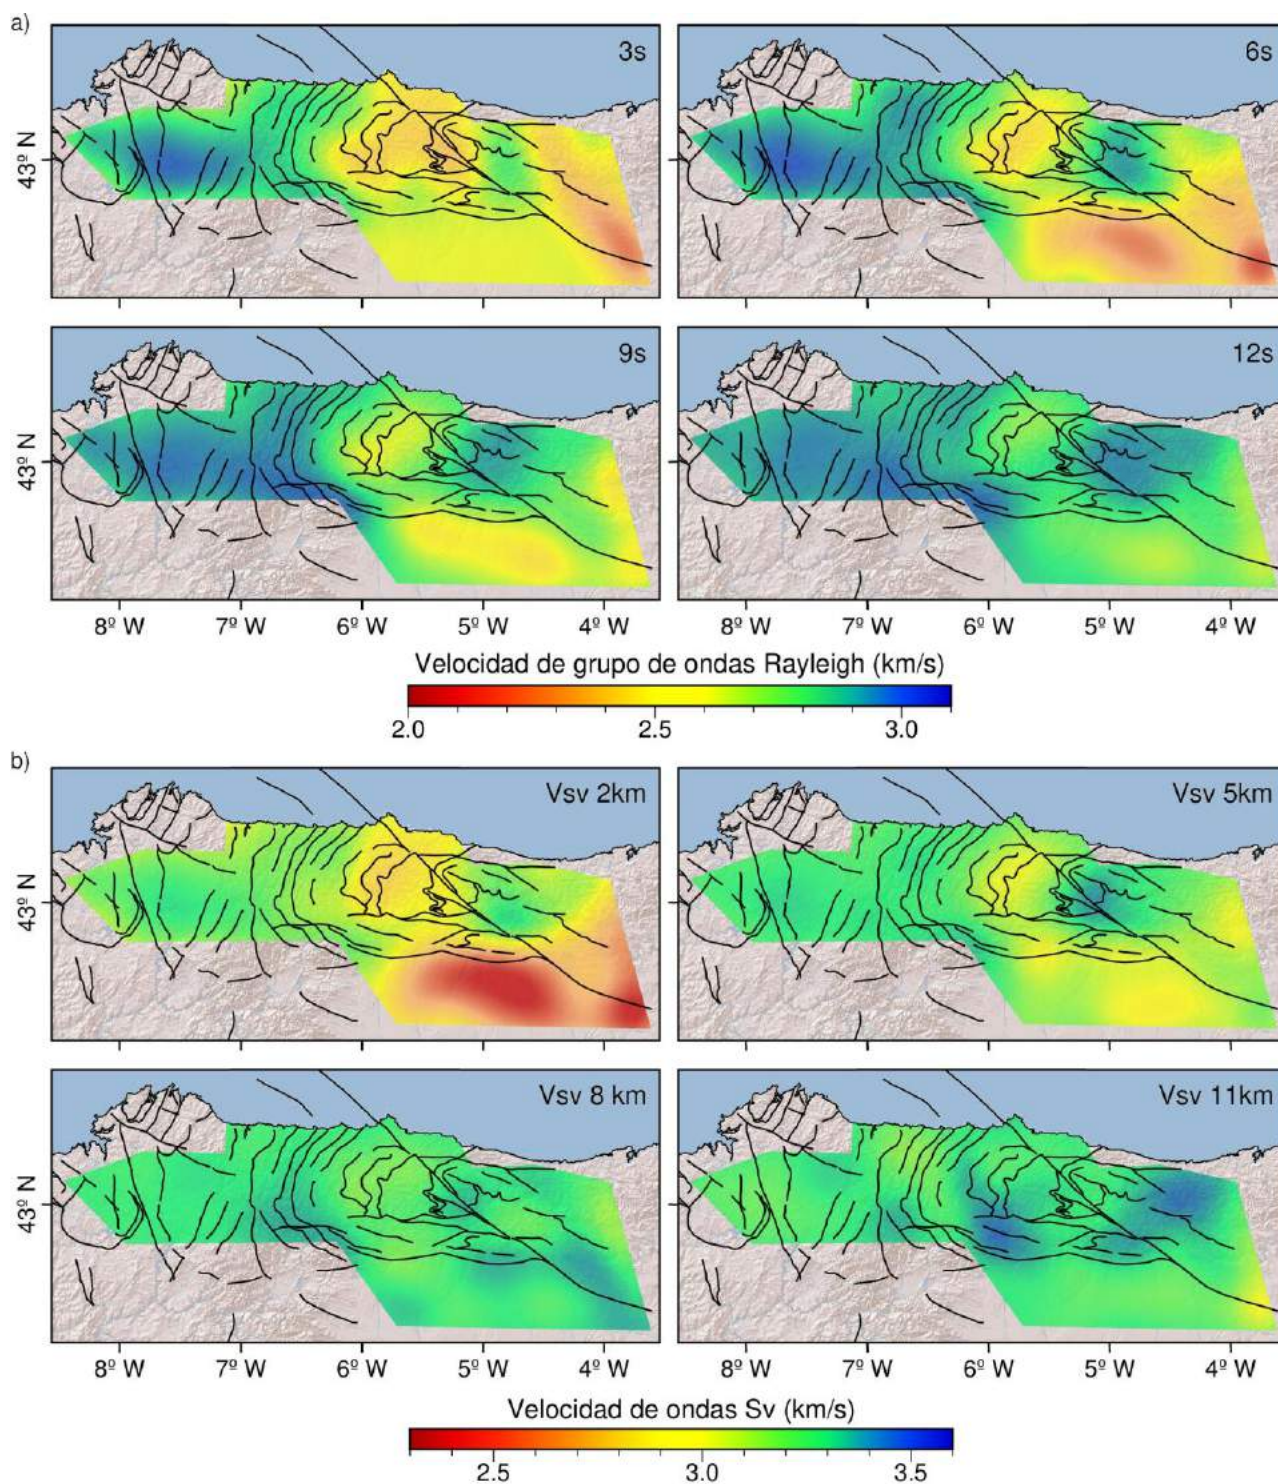 a)
3s
6s
43º N
9s
12s
43º N
8º W 7º W 6º W 5º W 4º W 8º W 7º W 6º W 5º W 4º W
Velocidad de grupo de ondas Rayleigh (km/s)
2.0 2.5 3.0
b)
Vsv 2km
Vsv 5km
43º N
Vsv 8 km
Vsv 11km
43º N
8º W 7º W 6º W 5º W 4º W 8º W 7º W 6º W 5º W 4º W
Velocidad de ondas Sv (km/s)
2.5 3.0 3.5